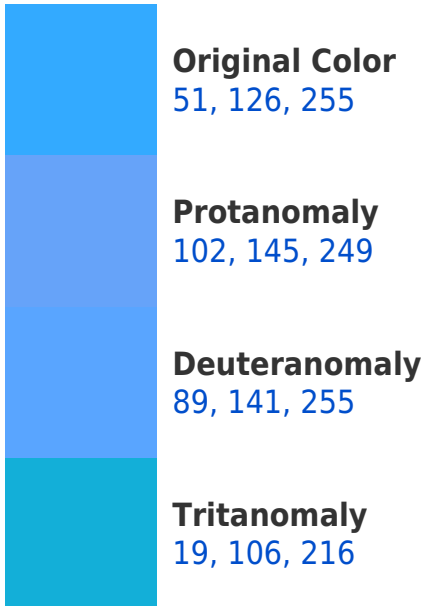 Original Color
51, 126, 255
Protanomaly
102, 145, 249
Deuteranomaly
89, 141, 255
Tritanomaly
19, 106, 216